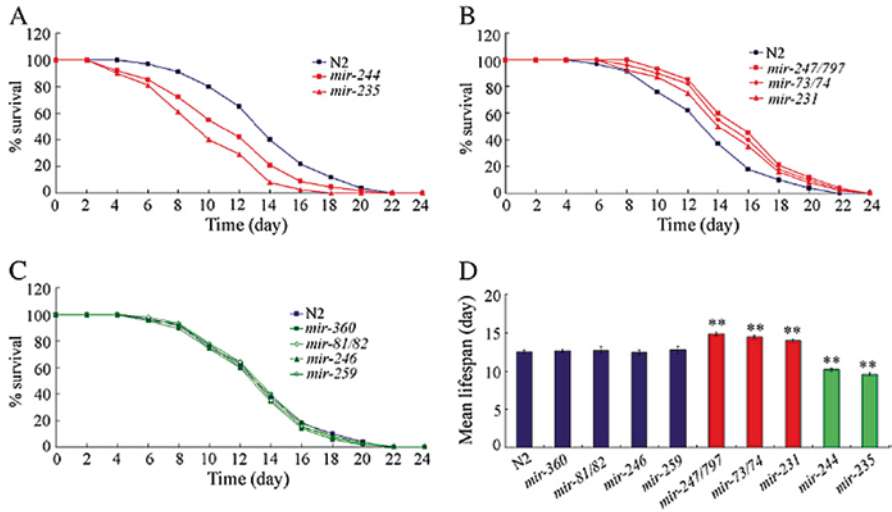 A
% survival
120
100
80
60
40
20
0
N2
mir-244
mir-235
0 2 4 6 8 10 12 14 16 18 20 22 24
Time (day)
B
% survival
120
100
80
60
40
20
0
N2
mir-247/797
mir-73/74
mir-231
0 2 4 6 8 10 12 14 16 18 20 22 24
Time (day)
C
% survival
120
100
80
60
40
20
0
N2
mir-360
mir-81/82
mir-246
mir-259
0 2 4 6 8 10 12 14 16 18 20 22 24
Time (day)
D
Mean lifespan (day)
20
15
10
5
0
** ** ** ** **
N2 mir-360 mir-81/82 mir-246 mir-259 mir-247/797 mir-73/74 mir-231 mir-244 mir-235